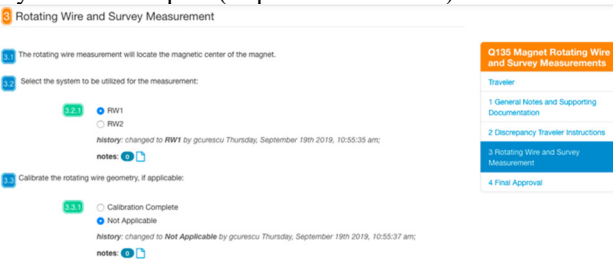 3 Rotating Wire and Survey Measurement
3.1 The rotating wire measurement will locate the magnetic center of the magnet.
3.2 Select the system to be utilized for the measurement:
3.2.1 RW1
RW2
history: changed to RW1 by gcurescu Thursday, September 19th 2019, 10:55:35 am;
notes: 0
3.3 Calibrate the rotating wire geometry, if applicable:
3.3.1 Calibration Complete
Not Applicable
history: changed to Not Applicable by gcurescu Thursday, September 19th 2019, 10:55:37 am;
notes: 0
Q135 Magnet Rotating Wire
and Survey Measurements
Traveler
1 General Notes and Supporting
Documentation
2 Discrepancy Traveler Instructions
3 Rotating Wire and Survey
Measurement
4 Final Approval